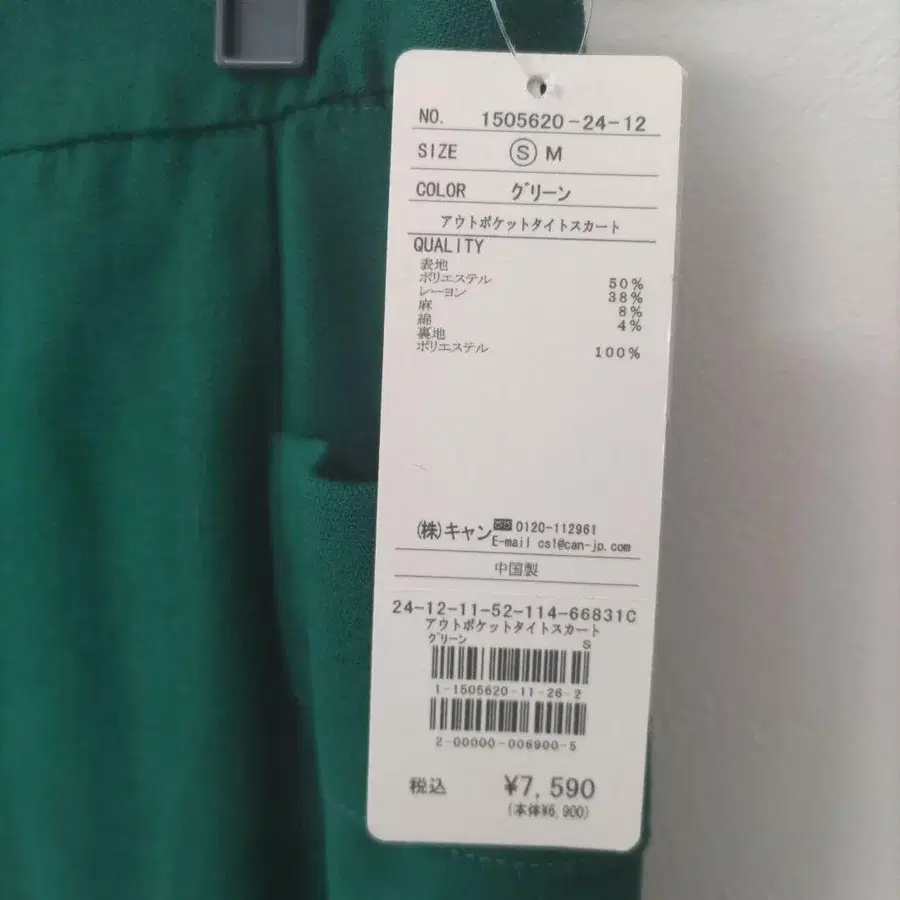 NO. 1505620-24-12
SIZE Ⓢ M
COLOR グリーン
アウトポケットタイトスカート
QUALITY
表地
ポリエステル 50%
レーヨン 38%
麻 8%
綿 4%
裏地
ポリエステル 100%
(株)キャン 0120-112961
E-mail cs1@can-jp.com
中国製
24-12-11-52-114-66831C
アウトポケットタイトスカート
グリーン S
1-1505620-11-26-2
2-00000-006900-5
税込 ¥7,590
(本体¥6,900)